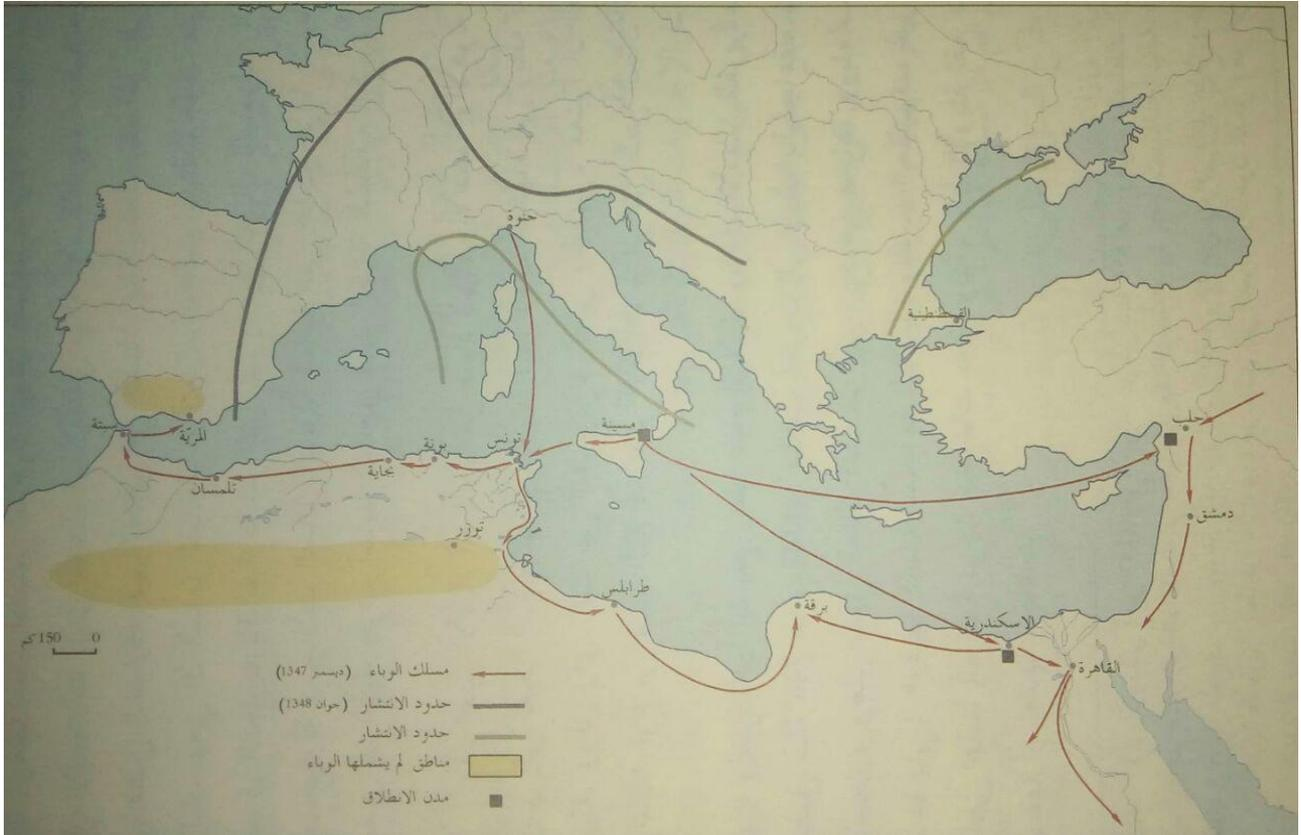 جنوة
القسطنطينية
حلب
مسينة
سبتة
المريّة
تونس
بونة
بجاية
تلمسان
دمشق
توزر
طرابلس
برقة
الاسكندرية
القاهرة
0 150 كم
مسلك الوباء (ديسمبر 1347)
حدود الانتشار (جوان 1348)
حدود الانتشار
مناطق لم يشملها الوباء
مدن الانطلاق